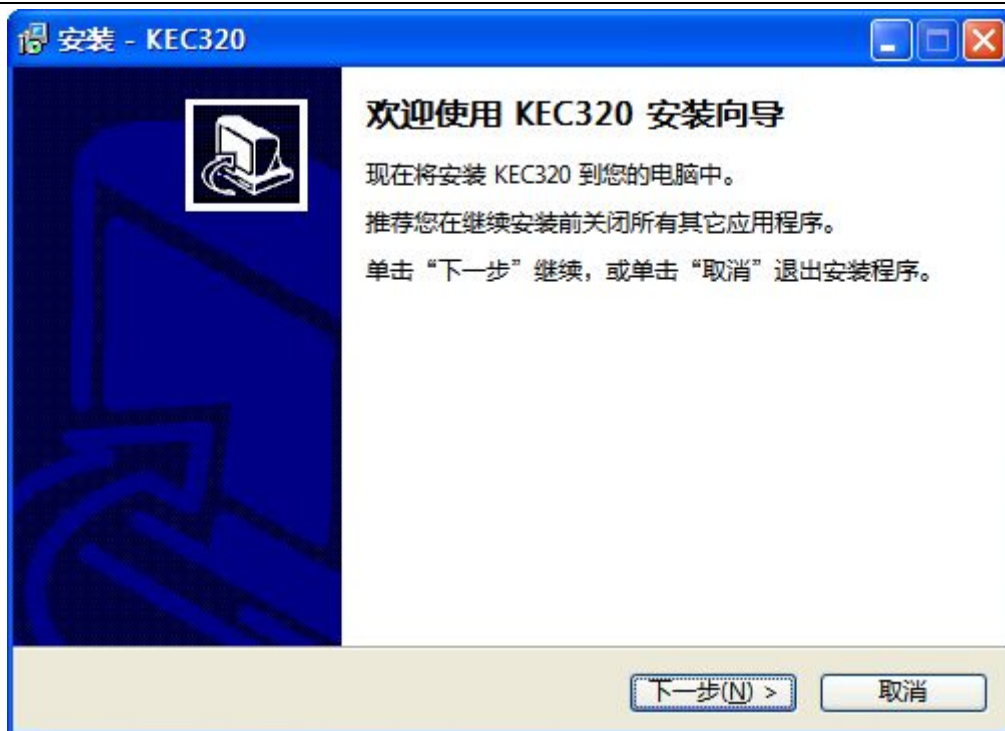 安装 - KEC320
欢迎使用 KEC320 安装向导
现在将安装 KEC320 到您的电脑中。
推荐您在继续安装前关闭所有其它应用程序。
单击“下一步”继续，或单击“取消”退出安装程序。
下一步(N) >
取消